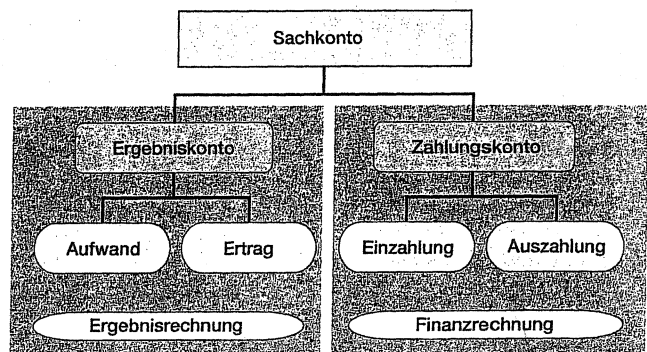 Sachkonto
Ergebniskonto
Zahlungskonto
Aufwand
Ertrag
Einzahlung
Auszahlung
Ergebnisrechnung
Finanzrechnung